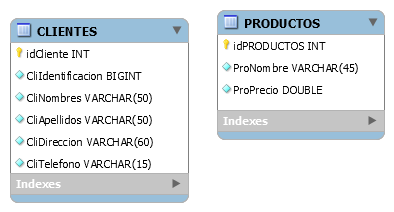 CLIENTES
idCliente INT
CliIdentificacion BIGINT
CliNombres VARCHAR(50)
CliApellidos VARCHAR(50)
CliDireccion VARCHAR(60)
CliTelefono VARCHAR(15)
Indexes
PRODUCTOS
idPRODUCTOS INT
ProNombre VARCHAR(45)
ProPrecio DOUBLE
Indexes